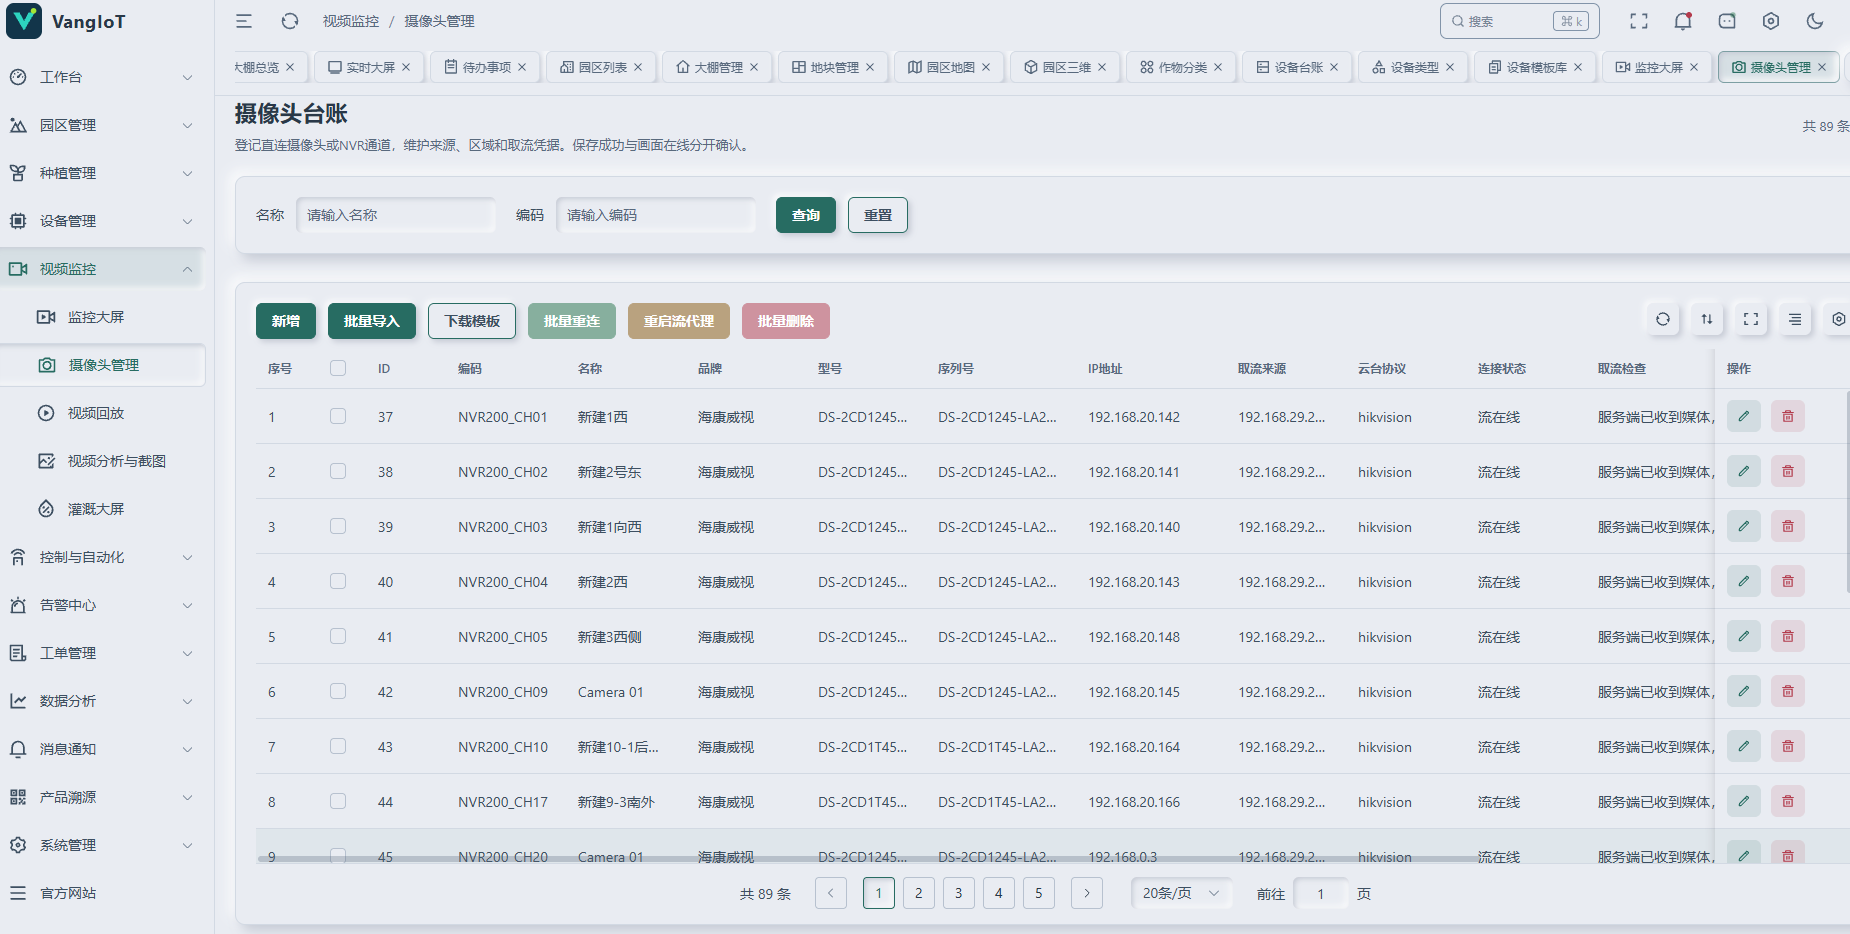 VangIoT
视频监控 / 摄像头管理
搜索 ⌘ k
大棚总览 实时大屏 待办事项 园区列表 大棚管理 地块管理 园区地图 园区三维 作物分类 设备台账 设备类型 设备模板库 监控大屏 摄像头管理
工作台
园区管理
种植管理
设备管理
视频监控
监控大屏
摄像头管理
视频回放
视频分析与截图
灌溉大屏
控制与自动化
告警中心
工单管理
数据分析
消息通知
产品溯源
系统管理
官方网站
摄像头台账
登记直连摄像头或NVR通道，维护来源、区域和取流凭据。保存成功与画面在线分开确认。
共 89 条
名称 请输入名称 编码 请输入编码 查询 重置
新增 批量导入 下载模板 批量重连 重启流代理 批量删除
序号 ID 编码 名称 品牌 型号 序列号 IP地址 取流来源 云台协议 连接状态 取流检查 操作
1 37 NVR200_CH01 新建1西 海康威视 DS-2CD1245... DS-2CD1245-LA2... 192.168.20.142 192.168.29.2... hikvision 流在线 服务端已收到媒体,
2 38 NVR200_CH02 新建2号东 海康威视 DS-2CD1245... DS-2CD1245-LA2... 192.168.20.141 192.168.29.2... hikvision 流在线 服务端已收到媒体,
3 39 NVR200_CH03 新建1向西 海康威视 DS-2CD1245... DS-2CD1245-LA2... 192.168.20.140 192.168.29.2... hikvision 流在线 服务端已收到媒体,
4 40 NVR200_CH04 新建2西 海康威视 DS-2CD1245... DS-2CD1245-LA2... 192.168.20.143 192.168.29.2... hikvision 流在线 服务端已收到媒体,
5 41 NVR200_CH05 新建3西侧 海康威视 DS-2CD1245... DS-2CD1245-LA2... 192.168.20.148 192.168.29.2... hikvision 流在线 服务端已收到媒体,
6 42 NVR200_CH09 Camera 01 海康威视 DS-2CD1245... DS-2CD1245-LA2... 192.168.20.145 192.168.29.2... hikvision 流在线 服务端已收到媒体,
7 43 NVR200_CH10 新建10-1后... 海康威视 DS-2CD1T45... DS-2CD1T45-LA... 192.168.20.164 192.168.29.2... hikvision 流在线 服务端已收到媒体,
8 44 NVR200_CH17 新建9-3南外 海康威视 DS-2CD1T45... DS-2CD1T45-LA... 192.168.20.166 192.168.29.2... hikvision 流在线 服务端已收到媒体,
9 45 NVR200_CH20 Camera 01 海康威视 DS-2CD1245... DS-2CD1245-LA2... 192.168.0.3 192.168.29.2... hikvision 流在线 服务端已收到媒体,
共 89 条 1 2 3 4 5 20条/页 前往 1 页